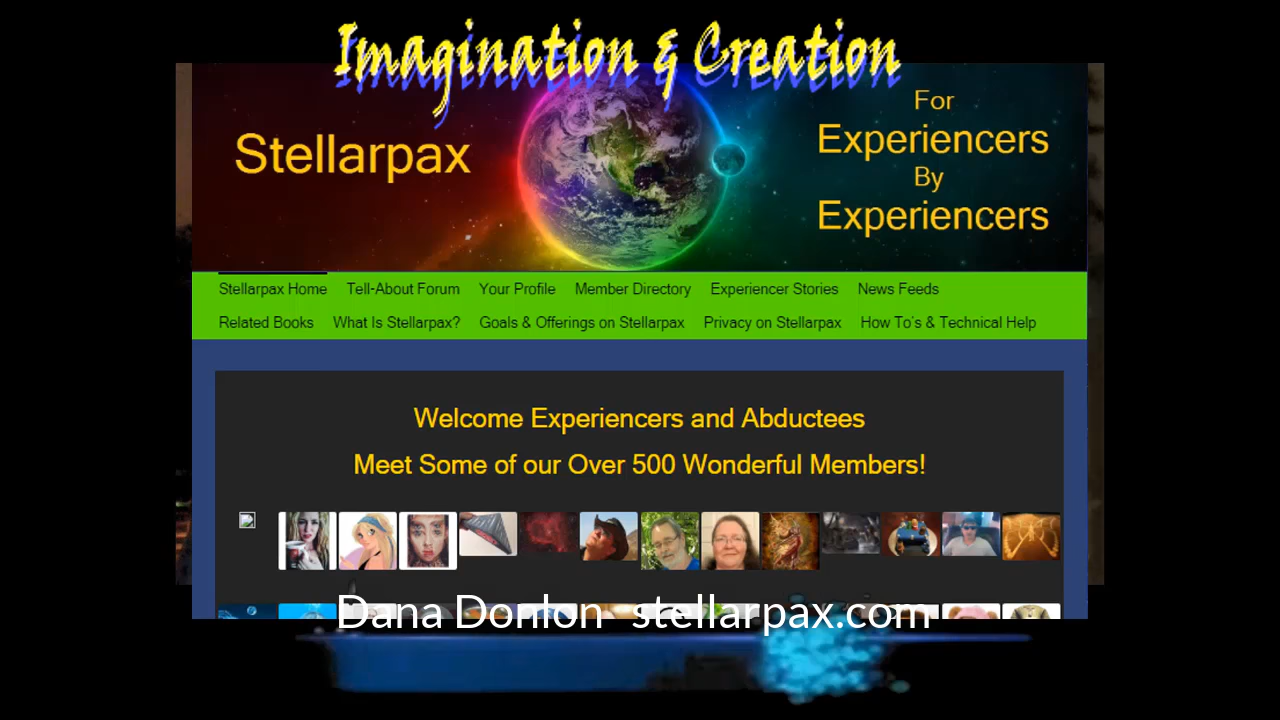 Imagination & Creation
Stellarpax
For
Experiencers
By
Experiencers
Stellarpax Home Tell-About Forum Your Profile Member Directory Experiencer Stories News Feeds
Related Books What Is Stellarpax? Goals & Offerings on Stellarpax Privacy on Stellarpax How To's & Technical Help
Welcome Experiencers and Abductees
Meet Some of our Over 500 Wonderful Members!
Dana Donlon stellarpax.com